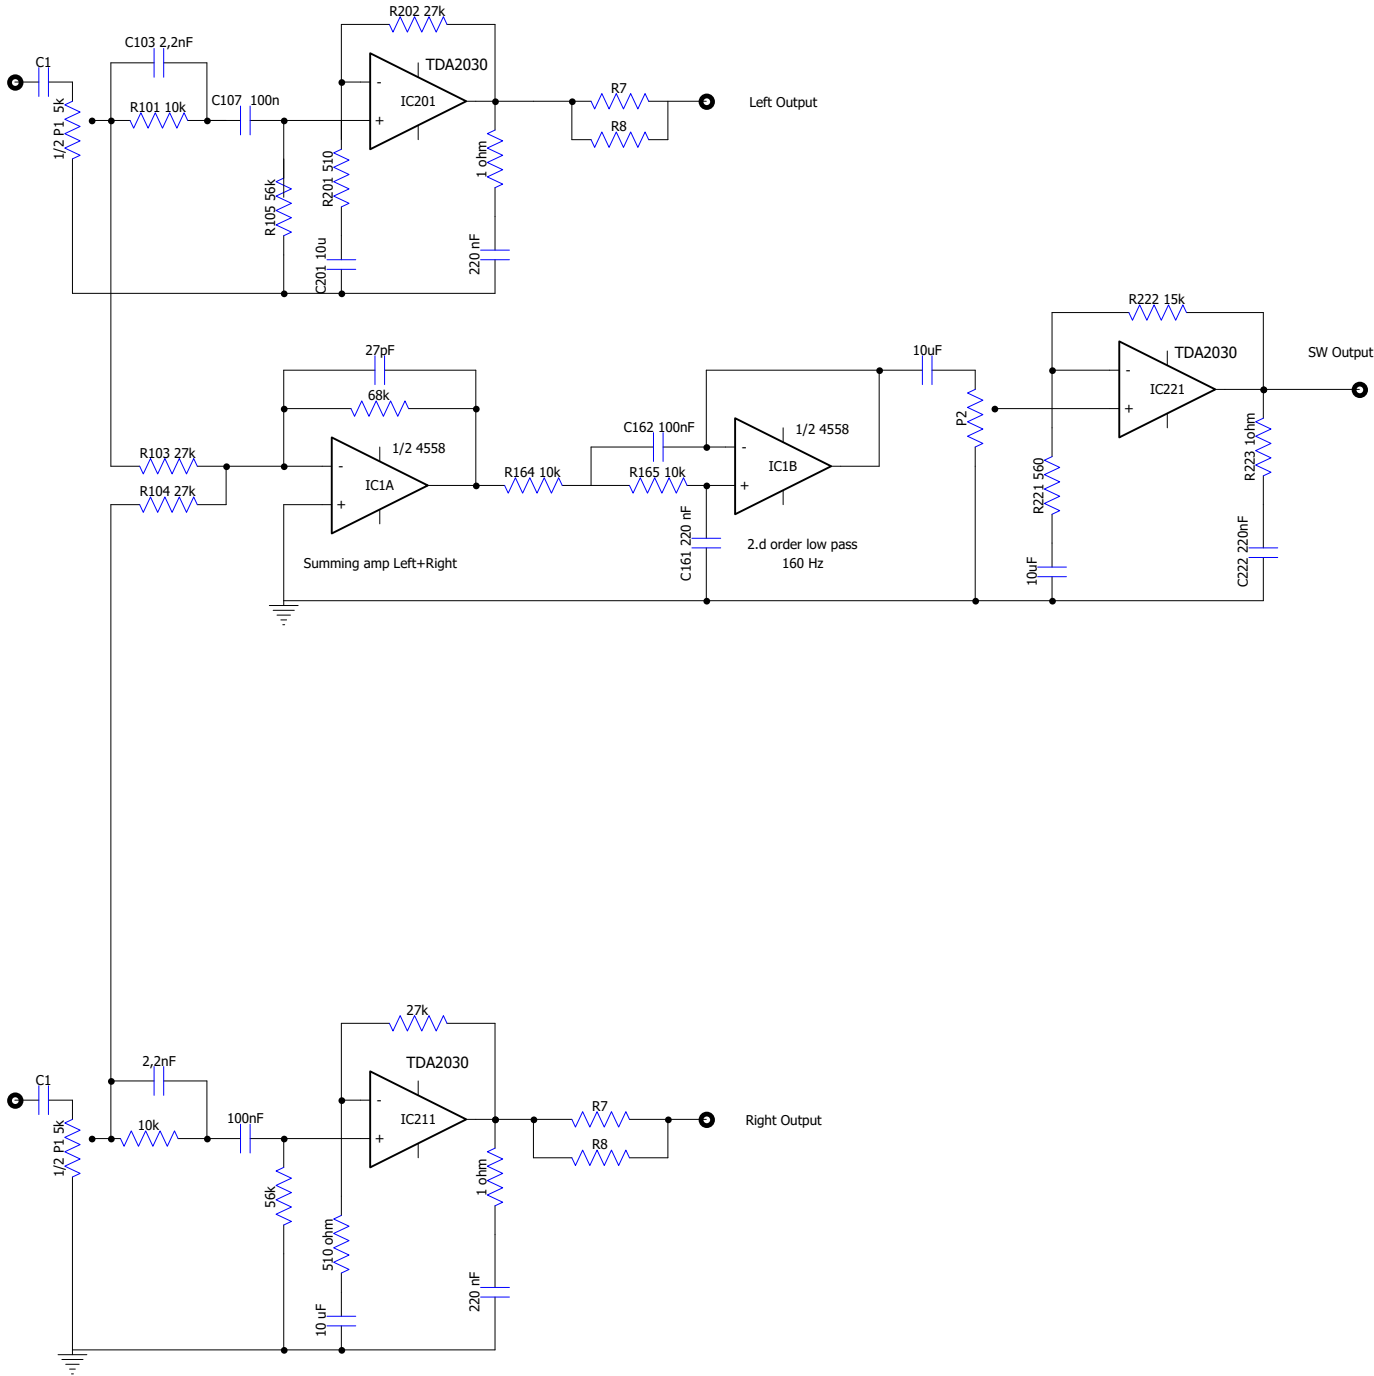 R202 27k
C103 2,2nF
C1
TDA2030
R7
C107 100n
R101 10k
1/2 P1 5k
-
IC201
+
Left Output
R8
1 ohm
R201 510
R105 56k
C201 10u
220 nF
R222 15k
27pF
10uF
TDA2030
SW Output
68k
-
IC221
+
P2
C162 100nF
1/2 4558
1/2 4558
R103 27k
-
IC1A
+
R164 10k
R165 10k
-
IC1B
+
R223 1ohm
R221 560
R104 27k
C161 220 nF
2.d order low pass
160 Hz
Summing amp Left+Right
10uF
C222 220nF
27k
2,2nF
TDA2030
C1
10k
100nF
-
IC211
+
R7
Right Output
1/2 P1 5k
R8
1 ohm
56k
510 ohm
10 uF
220 nF